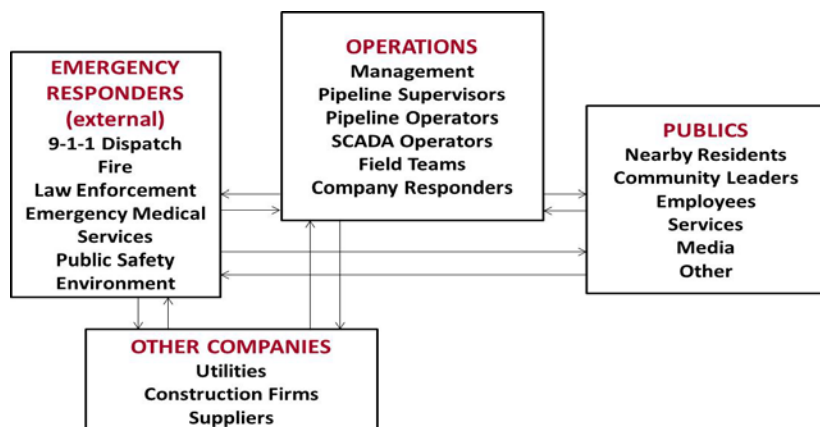 EMERGENCY
RESPONDERS
(external)
9-1-1 Dispatch
Fire
Law Enforcement
Emergency Medical
Services
Public Safety
Environment
OPERATIONS
Management
Pipeline Supervisors
Pipeline Operators
SCADA Operators
Field Teams
Company Responders
PUBLICS
Nearby Residents
Community Leaders
Employees
Services
Media
Other
OTHER COMPANIES
Utilities
Construction Firms
Suppliers